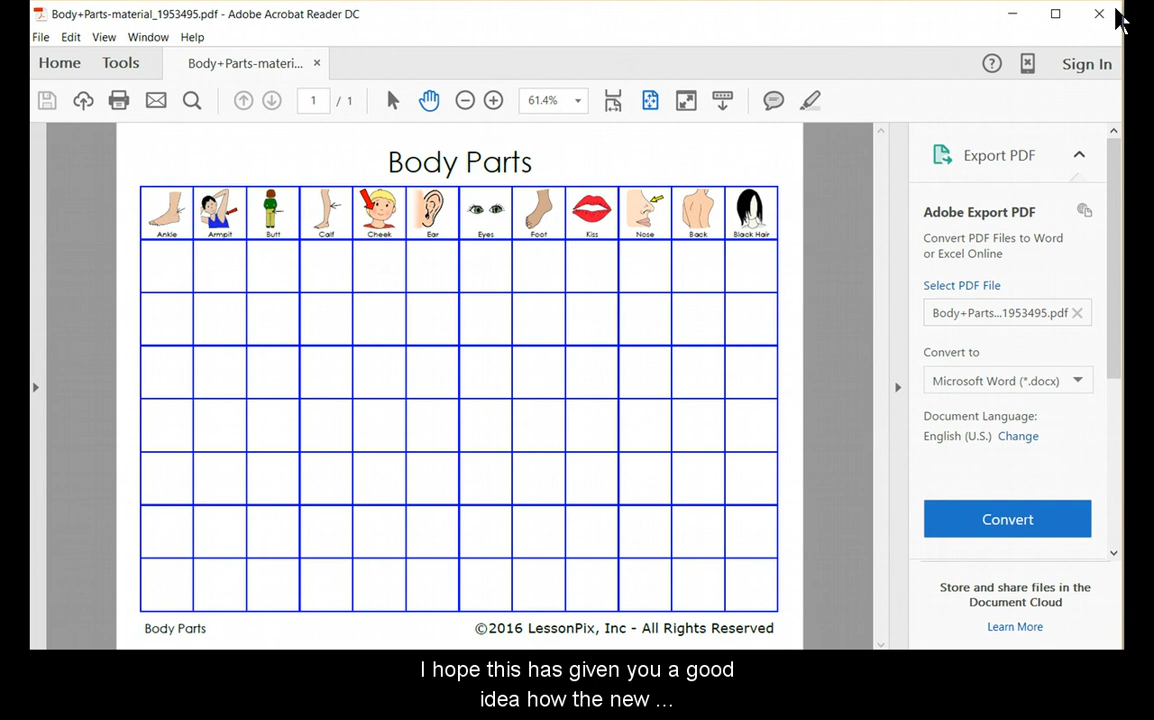 Body+Parts-material_1953495.pdf - Adobe Acrobat Reader DC
File Edit View Window Help
Home Tools Body+Parts-materi... × Sign In
1 / 1 61.4%
Export PDF
Body Parts
Ankle Armpit Butt Calf Cheek Ear Eyes Foot Kiss Nose Back Black Hair
Adobe Export PDF
Convert PDF Files to Word
or Excel Online
Select PDF File
Body+Parts...1953495.pdf
Convert to
Microsoft Word (*.docx)
Document Language:
English (U.S.) Change
Convert
Store and share files in the
Document Cloud
Learn More
Body Parts ©2016 LessonPix, Inc - All Rights Reserved
I hope this has given you a good
idea how the new ...